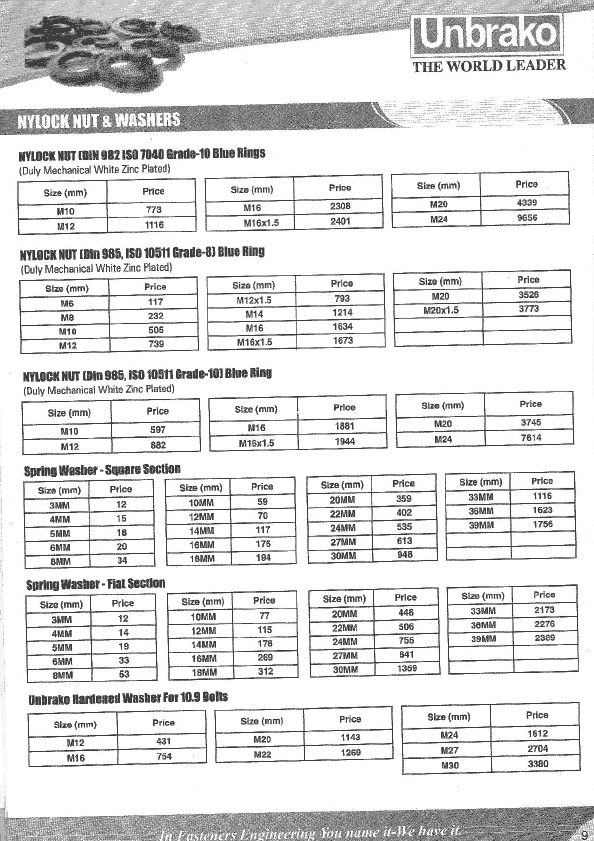 Unbrako
THE WORLD LEADER
NYLOCK NUT & WASHERS
NYLOCK NUT (DIN 982 ISO 7040 Grade-10 Blue Rings
(Duly Mechanical White Zinc Plated)
Size (mm) Price Size (mm) Price Size (mm) Price
M10 773 M16 2308 M20 4339
M12 1116 M16x1.5 2401 M24 9656
NYLOCK NUT (Din 985, ISO 10511 Grade-8) Blue Ring
(Duly Mechanical White Zinc Plated)
Size (mm) Price Size (mm) Price Size (mm) Price
M6 117 M12x1.5 793 M20 3526
M8 232 M14 1214 M20x1.5 3773
M10 505 M16 1634
M12 739 M16x1.5 1673
NYLOCK NUT (Din 985, ISO 10511 Grade-10) Blue Ring
(Duly Mechanical White Zinc Plated)
Size (mm) Price Size (mm) Price Size (mm) Price
M10 597 M16 1881 M20 3745
M12 882 M16x1.5 1944 M24 7614
Spring Washer - Square Section
Size (mm) Price Size (mm) Price Size (mm) Price Size (mm) Price
3MM 12 10MM 59 20MM 359 33MM 1116
4MM 15 12MM 70 22MM 402 36MM 1623
5MM 18 14MM 117 24MM 535 39MM 1756
6MM 20 16MM 176 27MM 613
8MM 34 18MM 194 30MM 948
Spring Washer - Flat Section
Size (mm) Price Size (mm) Price Size (mm) Price Size (mm) Price
3MM 12 10MM 77 20MM 446 33MM 2173
4MM 14 12MM 115 22MM 506 36MM 2276
5MM 19 14MM 178 24MM 755 39MM 2389
6MM 33 16MM 269 27MM 841
8MM 53 18MM 312 30MM 1359
Unbrako Hardened Washer For 10.9 Bolts
Size (mm) Price Size (mm) Price Size (mm) Price
M12 431 M20 1143 M24 1612
M16 754 M22 1269 M27 2704
M30 3380
In Fasteners Engineering You name it-We have it.
9